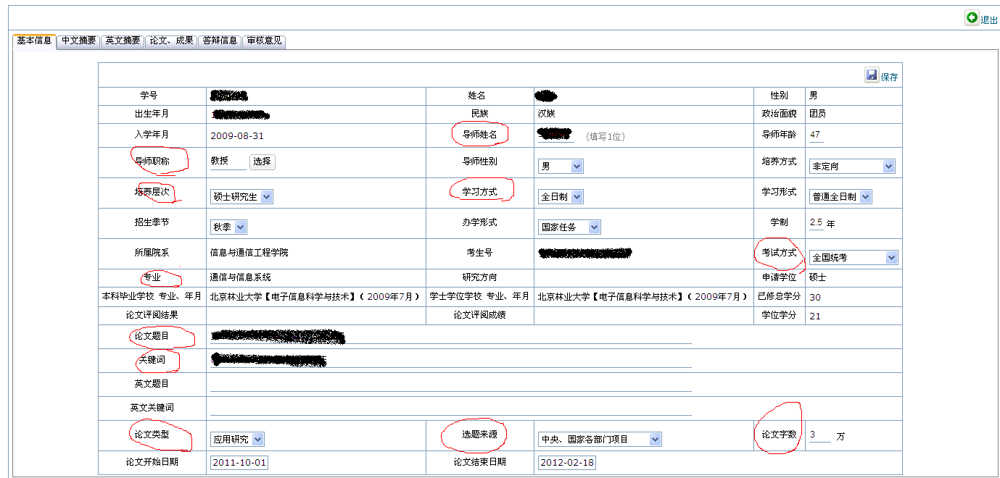 退出
基本信息 中文摘要 英文摘要 论文、成果 答辩信息 审核意见
保存
学号 姓名 性别 男
出生年月 民族 汉族 政治面貌 团员
入学年月 2009-08-31 导师姓名 (填写1位) 导师年龄 47
导师职称 教授 选择 导师性别 男 培养方式 非定向
培养层次 硕士研究生 学习方式 全日制 学习形式 普通全日制
招生季节 秋季 办学形式 国家任务 学制 2.5 年
所属院系 信息与通信工程学院 考生号 考试方式 全国统考
专业 通信与信息系统 研究方向 申请学位 硕士
本科毕业学校 专业、年月 北京林业大学【电子信息科学与技术】（ 2009年7月 ） 学士学位学校 专业、年月 北京林业大学【电子信息科学与技术】（ 2009年7月 ） 已修总学分 30
论文评阅结果 论文评阅成绩 学位学分 21
论文题目
关键词
英文题目
英文关键词
论文类型 应用研究 选题来源 中央、国家各部门项目 论文字数 3 万
论文开始日期 2011-10-01 论文结束日期 2012-02-18